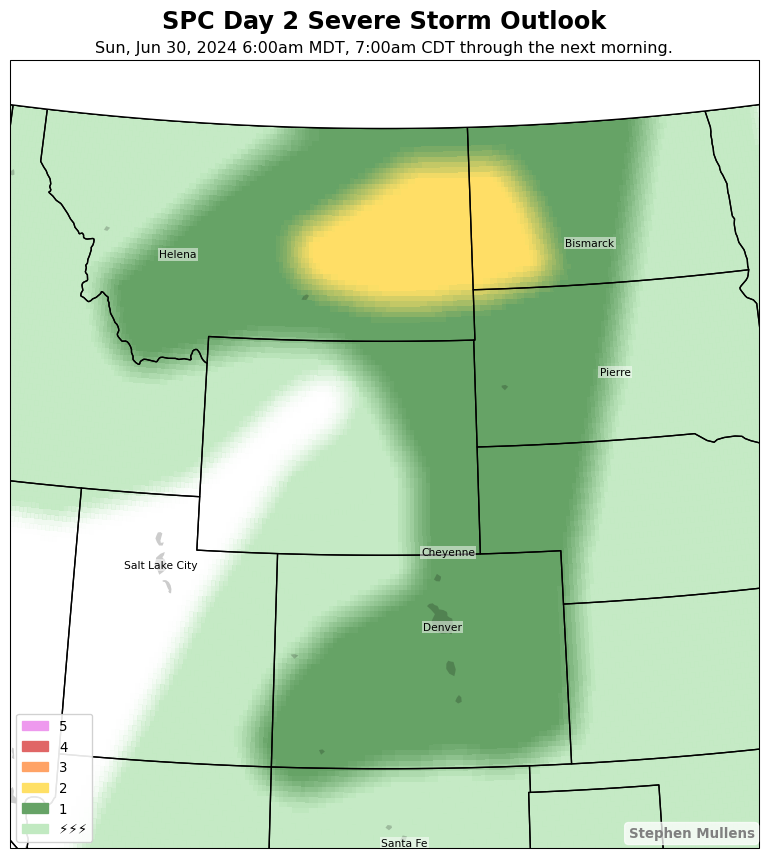 SPC Day 2 Severe Storm Outlook
Sun, Jun 30, 2024 6:00am MDT, 7:00am CDT through the next morning.
Bismarck
Helena
Pierre
Cheyenne
Salt Lake City
Denver
5
4
3
2
1
⚡⚡⚡
Stephen Mullens
Santa Fe